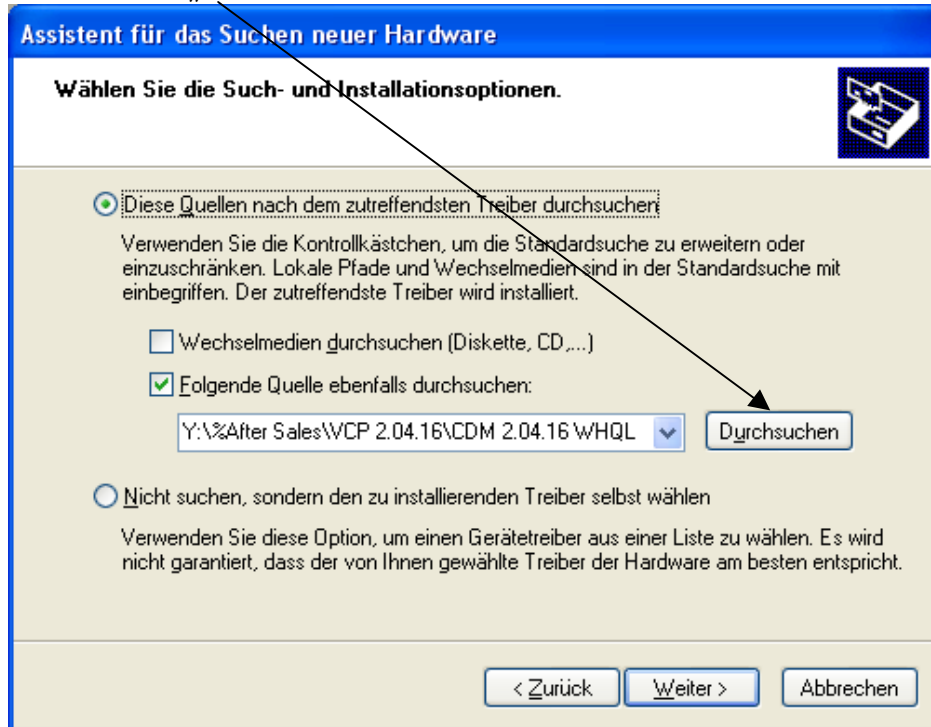 Assistent für das Suchen neuer Hardware
Wählen Sie die Such- und Installationsoptionen.
Diese Quellen nach dem zutreffendsten Treiber durchsuchen
Verwenden Sie die Kontrollkästchen, um die Standardsuche zu erweitern oder
einzuschränken. Lokale Pfade und Wechselmedien sind in der Standardsuche mit
einbegriffen. Der zutreffendste Treiber wird installiert.
Wechselmedien durchsuchen (Diskette, CD,...)
Folgende Quelle ebenfalls durchsuchen:
Y:\%After Sales\VCP 2.04.16\CDM 2.04.16 WHQL
Durchsuchen
Nicht suchen, sondern den zu installierenden Treiber selbst wählen
Verwenden Sie diese Option, um einen Gerätetreiber aus einer Liste zu wählen. Es wird
nicht garantiert, dass der von Ihnen gewählte Treiber der Hardware am besten entspricht.
< Zurück Weiter > Abbrechen